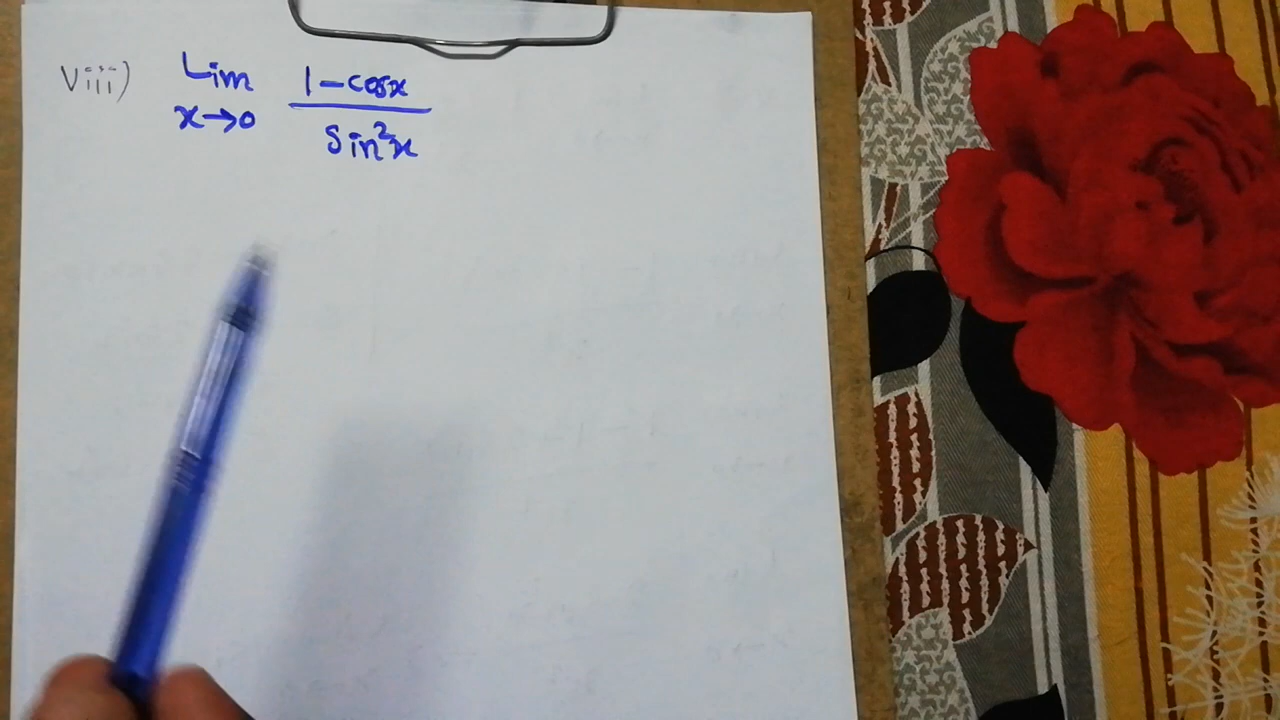 Viii) Lim 1-cosx
x→0 Sin²x